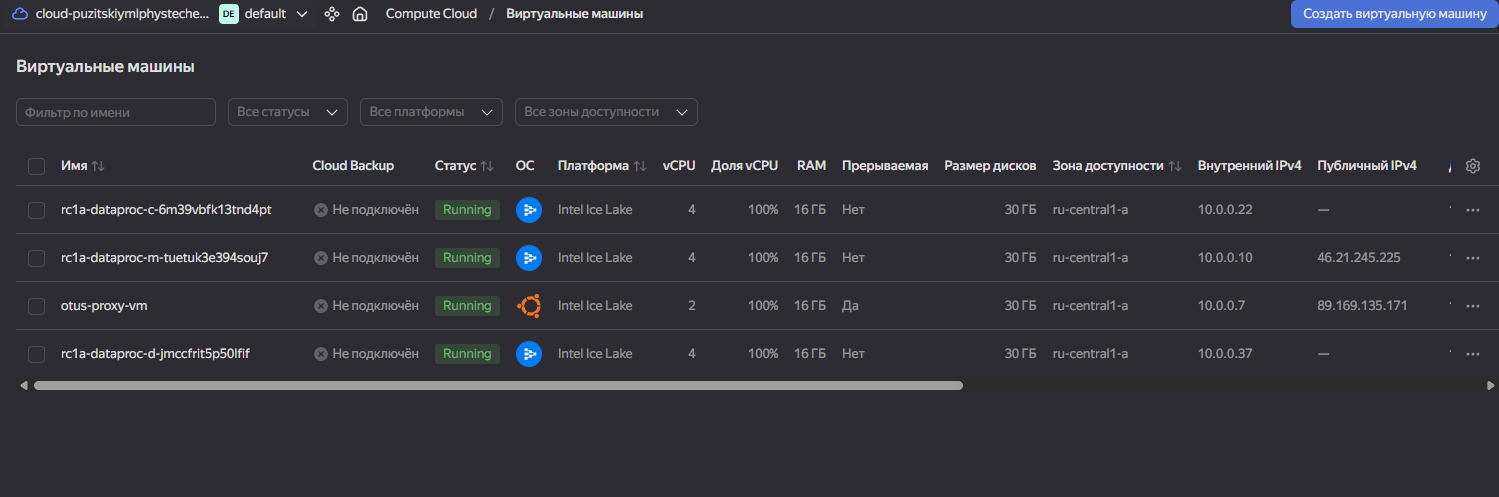 cloud-puzitskiymlphysteche... DE default Compute Cloud / Виртуальные машины Создать виртуальную машину
Виртуальные машины
Фильтр по имени Все статусы Все платформы Все зоны доступности
Имя Cloud Backup Статус ОС Платформа vCPU Доля vCPU RAM Прерываемая Размер дисков Зона доступности Внутренний IPv4 Публичный IPv4
rc1a-dataproc-c-6m39vbfk13tnd4pt Не подключён Running Intel Ice Lake 4 100% 16 ГБ Нет 30 ГБ ru-central1-a 10.0.0.22 —
rc1a-dataproc-m-tuetuk3e394souj7 Не подключён Running Intel Ice Lake 4 100% 16 ГБ Нет 30 ГБ ru-central1-a 10.0.0.10 46.21.245.225
otus-proxy-vm Не подключён Running Intel Ice Lake 2 100% 16 ГБ Да 30 ГБ ru-central1-a 10.0.0.7 89.169.135.171
rc1a-dataproc-d-jmccfrit5p50lfif Не подключён Running Intel Ice Lake 4 100% 16 ГБ Нет 30 ГБ ru-central1-a 10.0.0.37 —